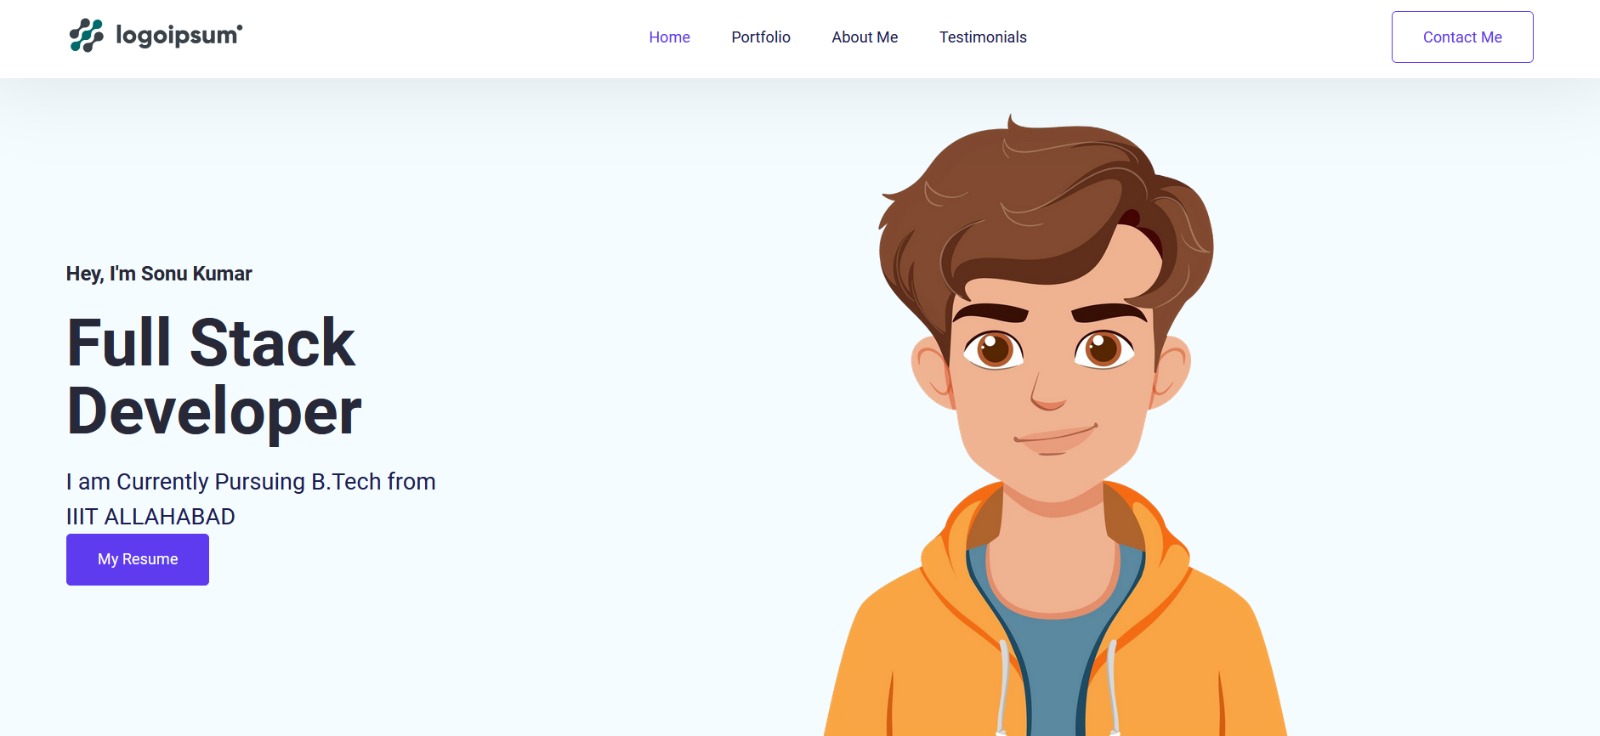 logoipsum
Home
Portfolio
About Me
Testimonials
Contact Me
Hey, I'm Sonu Kumar
Full Stack
Developer
I am Currently Pursuing B.Tech from
IIIT ALLAHABAD
My Resume